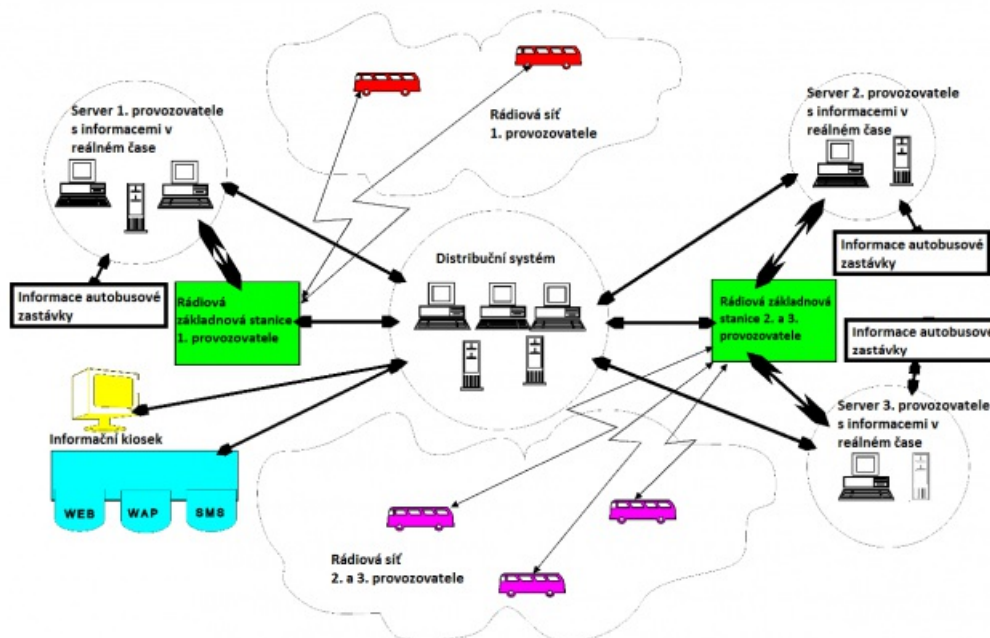 Server 1. provozovatele
s informacemi v
reálném čase
Rádiová síť
1. provozovatele
Server 2. provozovatele
s informacemi v
reálném čase
Informace autobusové
zastávky
Rádiová
základnová stanice
1. provozovatele
Distribuční systém
Informace autobusové
zastávky
Rádiová základnová
stanice 2. a 3.
provozovatele
Informace autobusové
zastávky
Server 3. provozovatele
s informacemi v
reálném čase
Informační kiosek
WEB
WAP
SMS
Rádiová síť
2. a 3. provozovatele